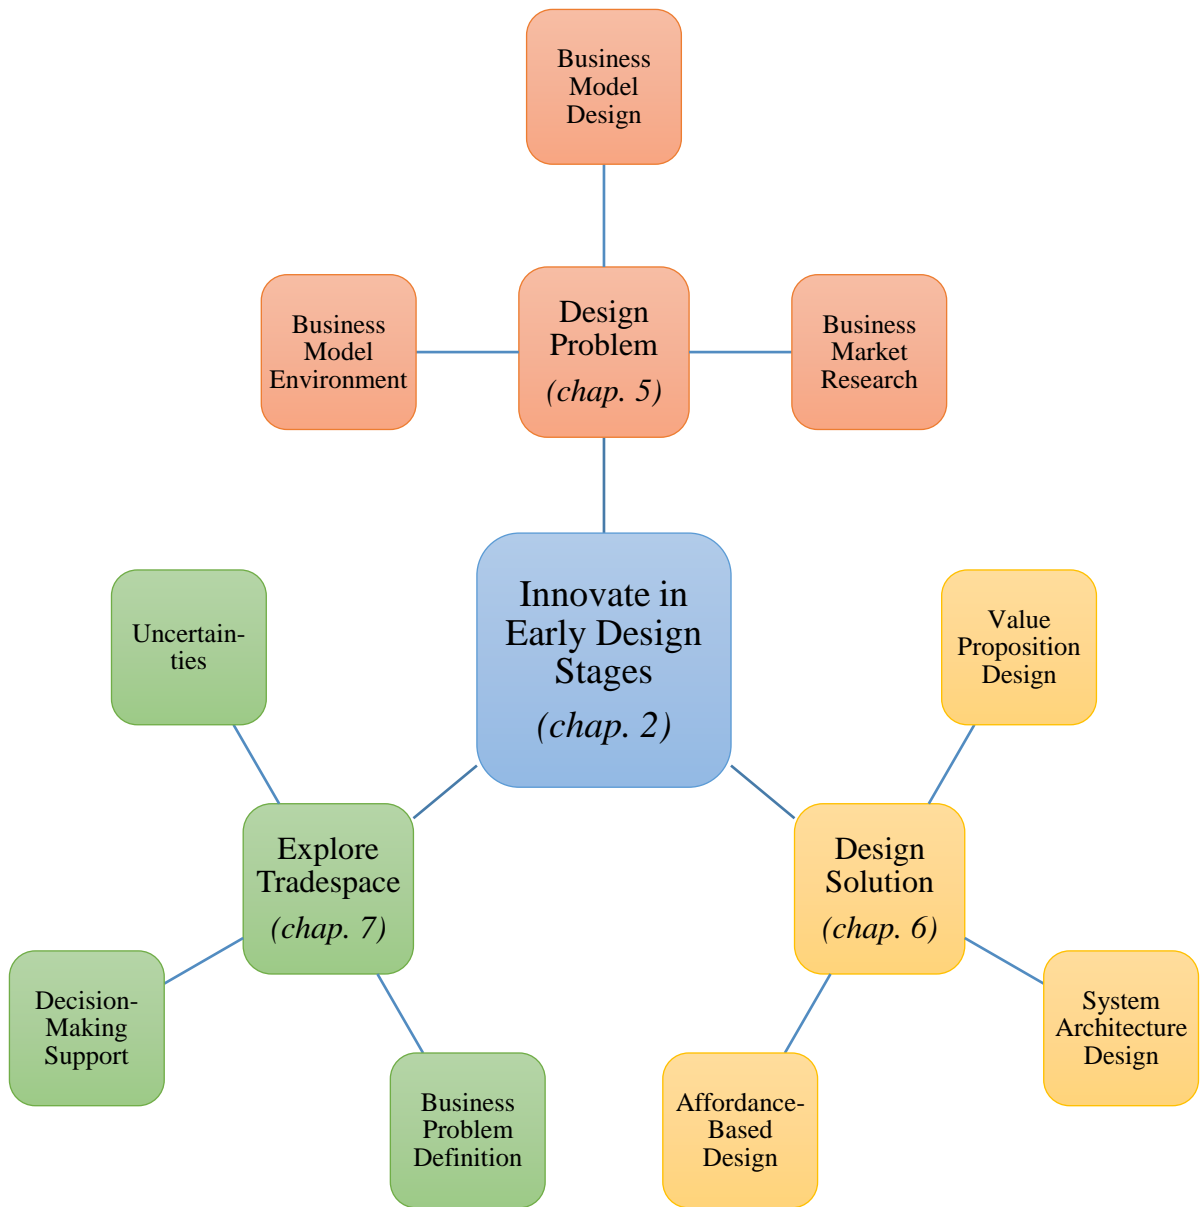 Business
Model
Design
Business
Model
Environment
Design
Problem
(chap. 5)
Business
Market
Research
Innovate in
Early Design
Stages
(chap. 2)
Uncertain-
ties
Value
Proposition
Design
Explore
Tradespace
(chap. 7)
Design
Solution
(chap. 6)
Decision-
Making
Support
System
Architecture
Design
Business
Problem
Definition
Affordance-
Based
Design